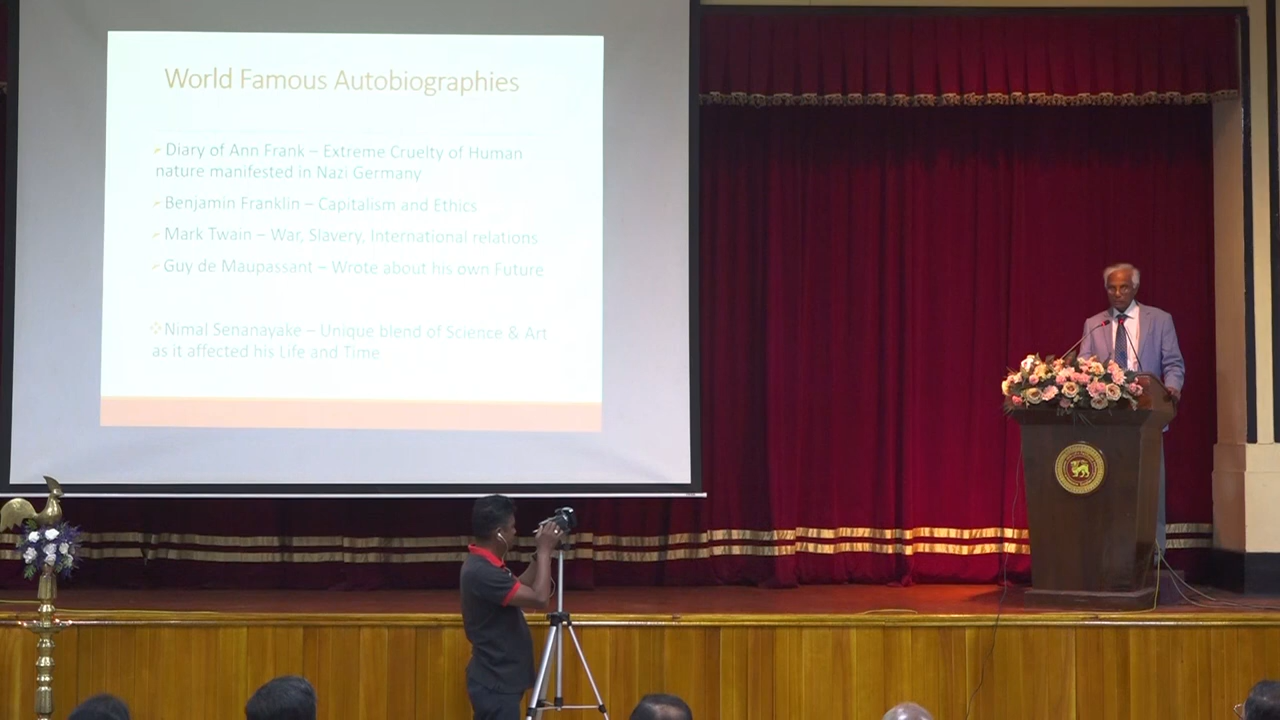 World Famous Autobiographies
Diary of Ann Frank – Extreme Cruelty of Human
nature manifested in Nazi Germany
Benjamin Franklin – Capitalism and Ethics
Mark Twain – War, Slavery, International relations
Guy de Maupassant – Wrote about his own Future
Nimal Senanayake – Unique blend of Science & Art
as it affected his Life and Time